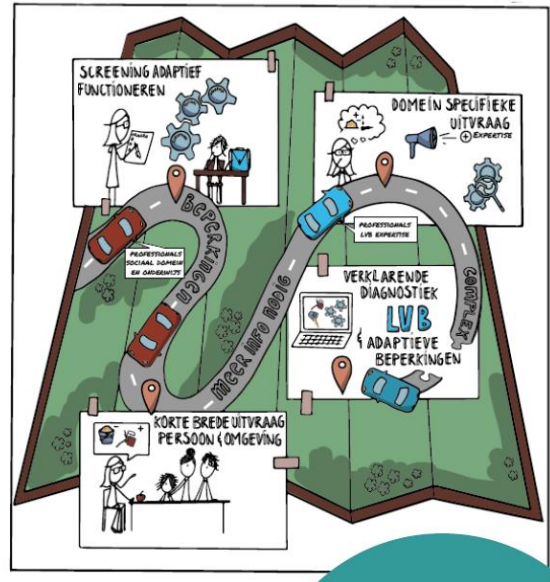 SCREENING ADAPTIEF
FUNCTIONEREN
DOMEIN SPECIFIEKE
UITVRAAG
+ EXPERTISE
BEPERKINGEN
PROFESSIONALS
SOCIAAL DOMEIN
EN ONDERWIJS
PROFESSIONALS
LVB EXPERTISE
MEER INFO NODIG
COMPLEX
VERKLARENDE
DIAGNOSTIEK
LVB
& ADAPTIEVE
BEPERKINGEN
KORTE BREDE UITVRAAG
PERSOON & OMGEVING